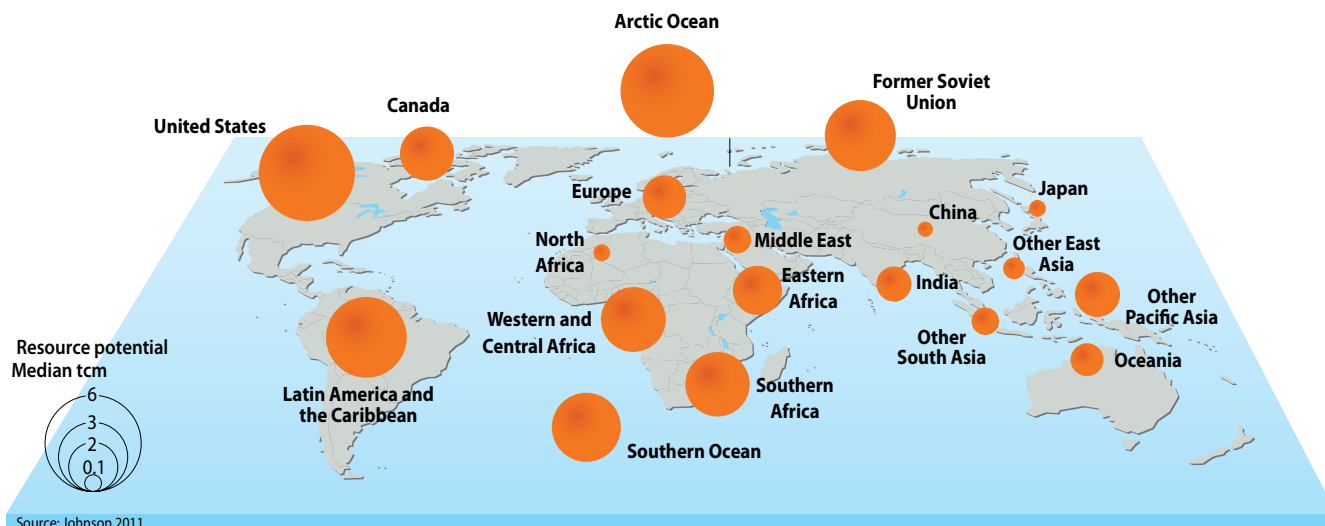 Arctic Ocean
Former Soviet
Union
Canada
United States
Europe
Japan
China
North
Africa
Middle East
Other East
Asia
Eastern
Africa
India
Other
Pacific Asia
Western and
Central Africa
Other
South Asia
Oceania
Resource potential
Median tcm
6
3
2
0.1
Latin America and
the Caribbean
Southern
Africa
Southern Ocean
Source: Johnson 2011